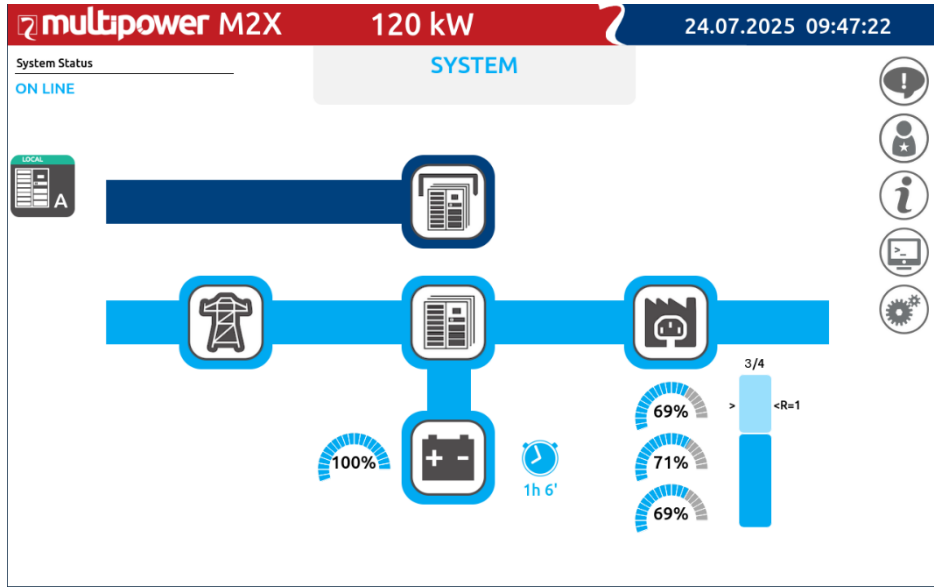 multipower M2X 120 kW 24.07.2025 09:47:22
System Status
SYSTEM
ON LINE
LOCAL
A
3/4
69%
> <R=1
100%
71%
1h 6'
69%